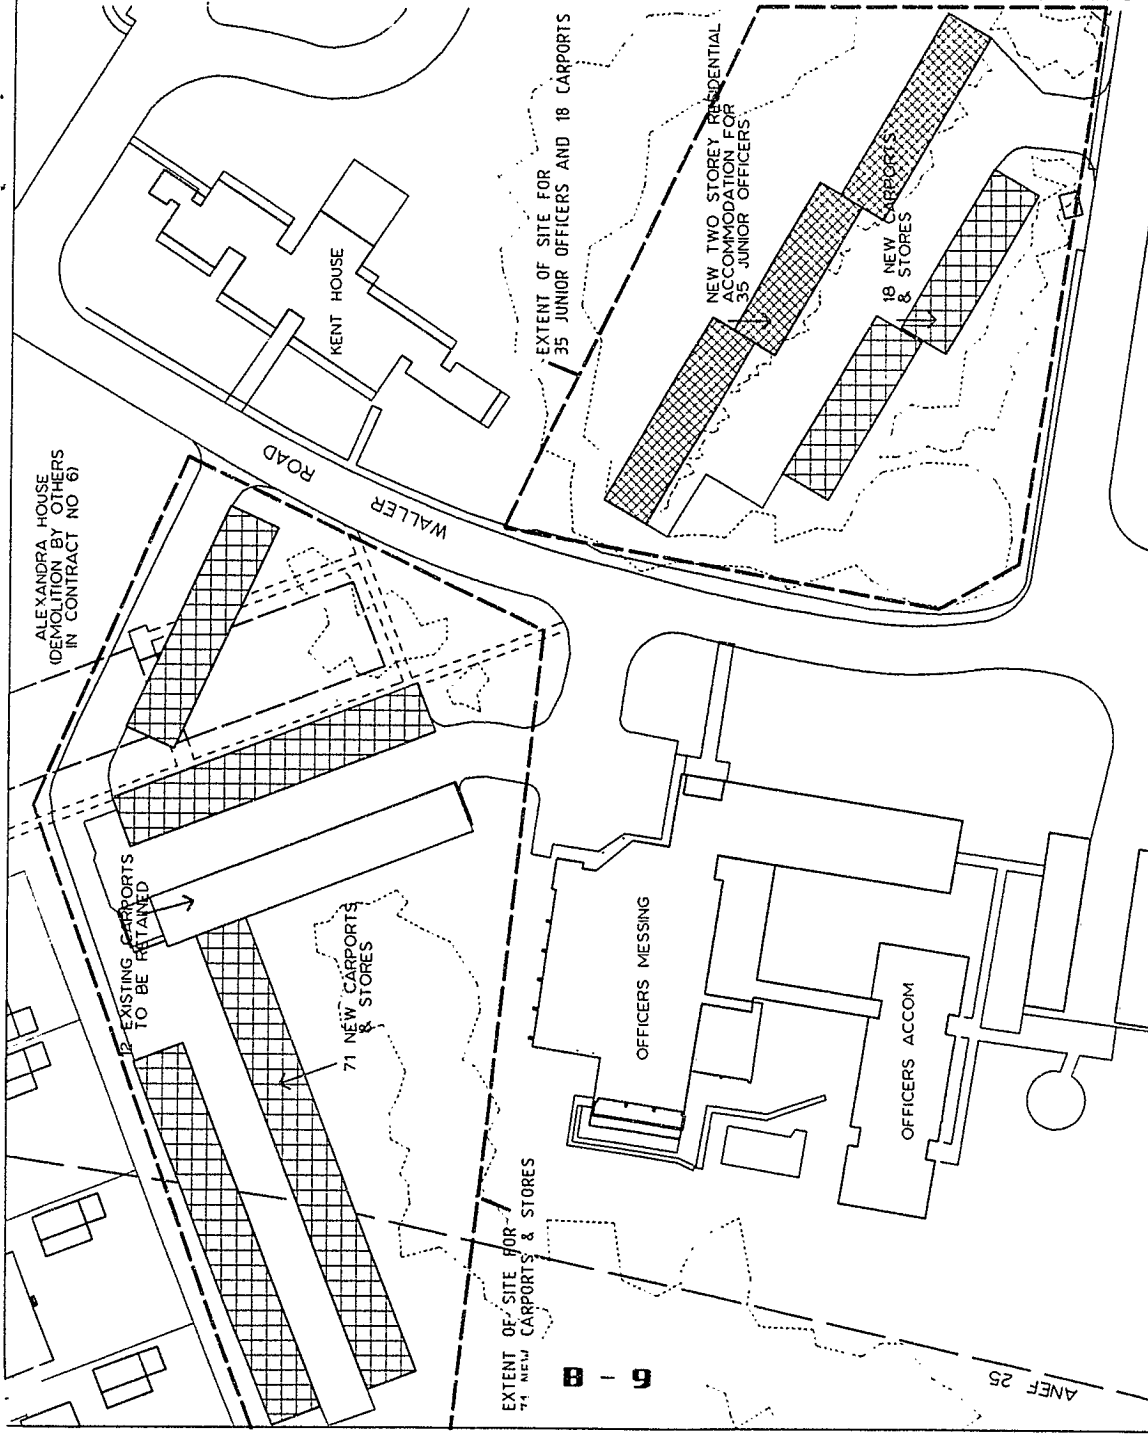 ALEXANDRA HOUSE
(DEMOLITION BY OTHERS
IN CONTRACT NO 6)
KENT HOUSE
WALLER
ROAD
EXTENT OF SITE FOR
35 JUNIOR OFFICERS AND 18 CARPORTS
NEW TWO STOREY RESIDENTIAL
ACCOMMODATION FOR
35 JUNIOR OFFICERS
18 NEW CARPORTS
& STORES
EXISTING CARPORTS
TO BE RETAINED
71 NEW CARPORTS
& STORES
OFFICERS MESSING
OFFICERS ACCOM
EXTENT OF SITE FOR
71 NEW CARPORTS & STORES
B - 9
ANEF 25